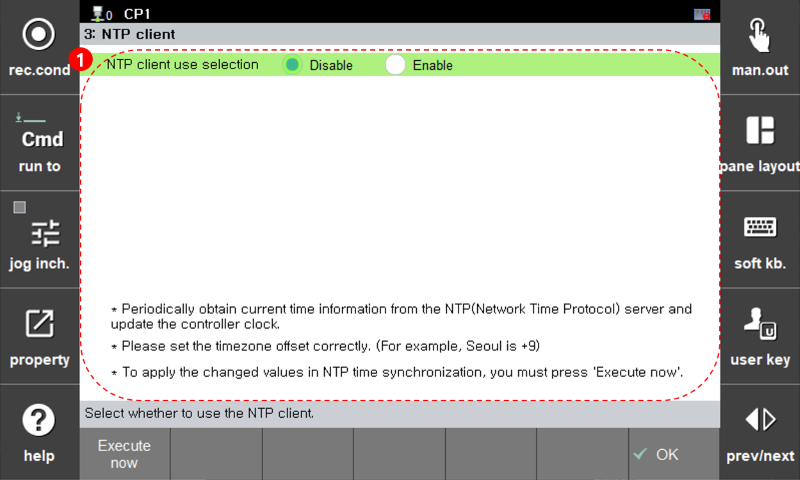 0 CP1
3: NTP client
rec.cond
1
NTP client use selection Disable Enable
man.out
Cmd
run to
pane layout
jog inch.
soft kb.
* Periodically obtain current time information from the NTP(Network Time Protocol) server and
update the controller clock.
* Please set the timezone offset correctly. (For example, Seoul is +9)
* To apply the changed values in NTP time synchronization, you must press 'Execute now'.
property
U
user key
Select whether to use the NTP client.
?
help
Execute
now
OK
prev/next